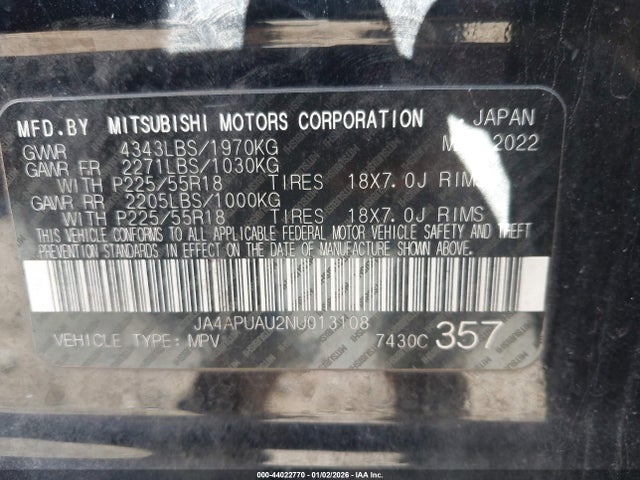 MFD.BY MITSUBISHI MOTORS CORPORATION JAPAN
GVWR 4343LBS/1970KG 2022
GAWR FR 2271LBS/1030KG
WITH P225/55R18 TIRES 18X7.0J RIMS
GAWR RR 2205LBS/1000KG
WITH P225/55R18 TIRES 18X7.0J RIMS
THIS VEHICLE CONFORMS TO ALL APPLICABLE FEDERAL MOTOR VEHICLE SAFETY AND THEFT
PREVENTION STANDARDS IN EFFECT ON THE DATE OF MANUFACTURE SHOWN ABOVE.
JA4APUAU2NU013108
VEHICLE TYPE: MPV 7430C 357
000-44022770 - 01/02/2026 - IAA Inc.